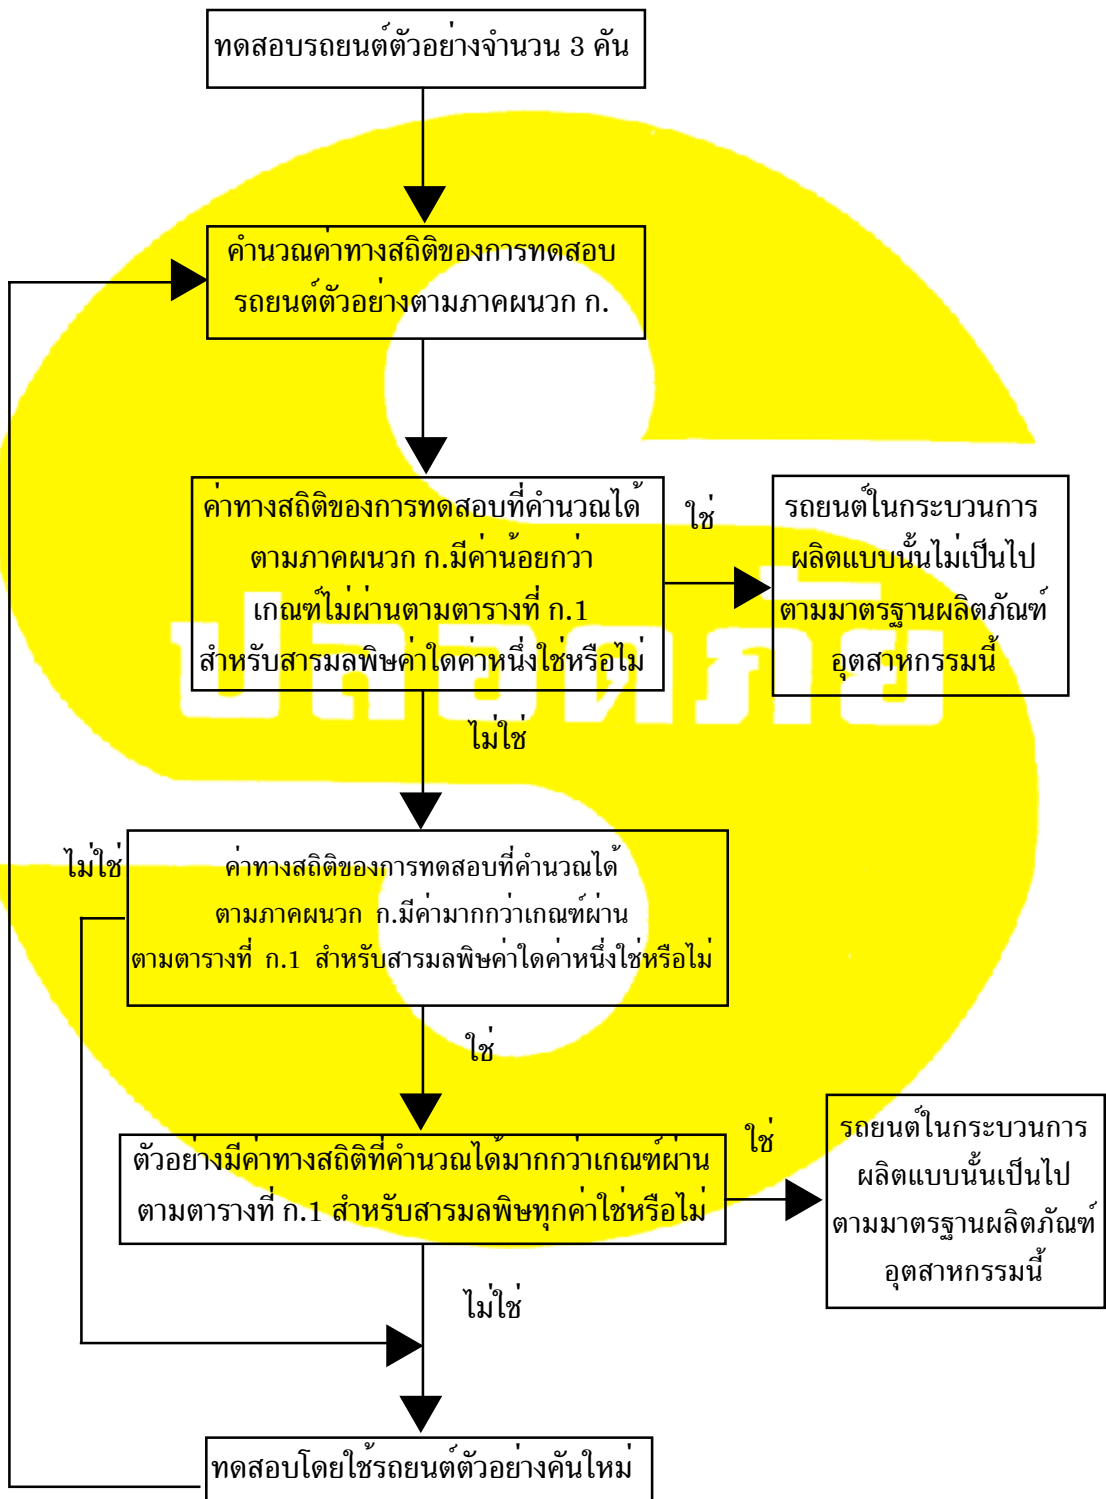 ทดสอบรถยนต์ตัวอย่างจำนวน 3 คัน
คำนวณค่าทางสถิติของการทดสอบ
รถยนต์ตัวอย่างตามภาคผนวก ก.
ค่าทางสถิติของการทดสอบที่คำนวณได้
ตามภาคผนวก ก.มีค่าน้อยกว่า
เกณฑ์ไม่ผ่านตามตารางที่ ก.1
สำหรับสารมลพิษค่าใดค่าหนึ่งใช่หรือไม่
ใช่
รถยนต์ในกระบวนการ
ผลิตแบบนั้นไม่เป็นไป
ตามมาตรฐานผลิตภัณฑ์
อุตสาหกรรมนี้
ปลอดภัย
ไม่ใช่
ไม่ใช่
ค่าทางสถิติของการทดสอบที่คำนวณได้
ตามภาคผนวก ก.มีค่ามากกว่าเกณฑ์ผ่าน
ตามตารางที่ ก.1 สำหรับสารมลพิษค่าใดค่าหนึ่งใช่หรือไม่
ใช่
ตัวอย่างมีค่าทางสถิติที่คำนวณได้มากกว่าเกณฑ์ผ่าน
ตามตารางที่ ก.1 สำหรับสารมลพิษทุกค่าใช่หรือไม่
ใช่
รถยนต์ในกระบวนการ
ผลิตแบบนั้นเป็นไป
ตามมาตรฐานผลิตภัณฑ์
อุตสาหกรรมนี้
ไม่ใช่
ทดสอบโดยใช้รถยนต์ตัวอย่างคันใหม่